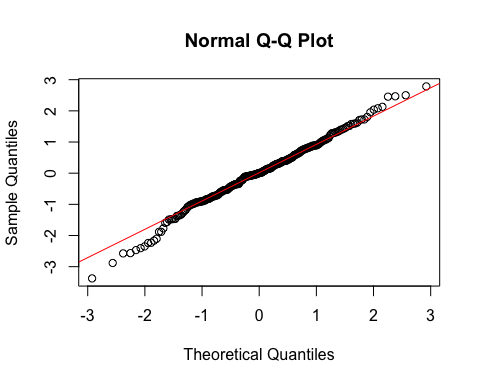 Normal Q-Q Plot
Sample Quantiles
3
2
1
0
-1
-2
-3
-3 -2 -1 0 1 2 3
Theoretical Quantiles